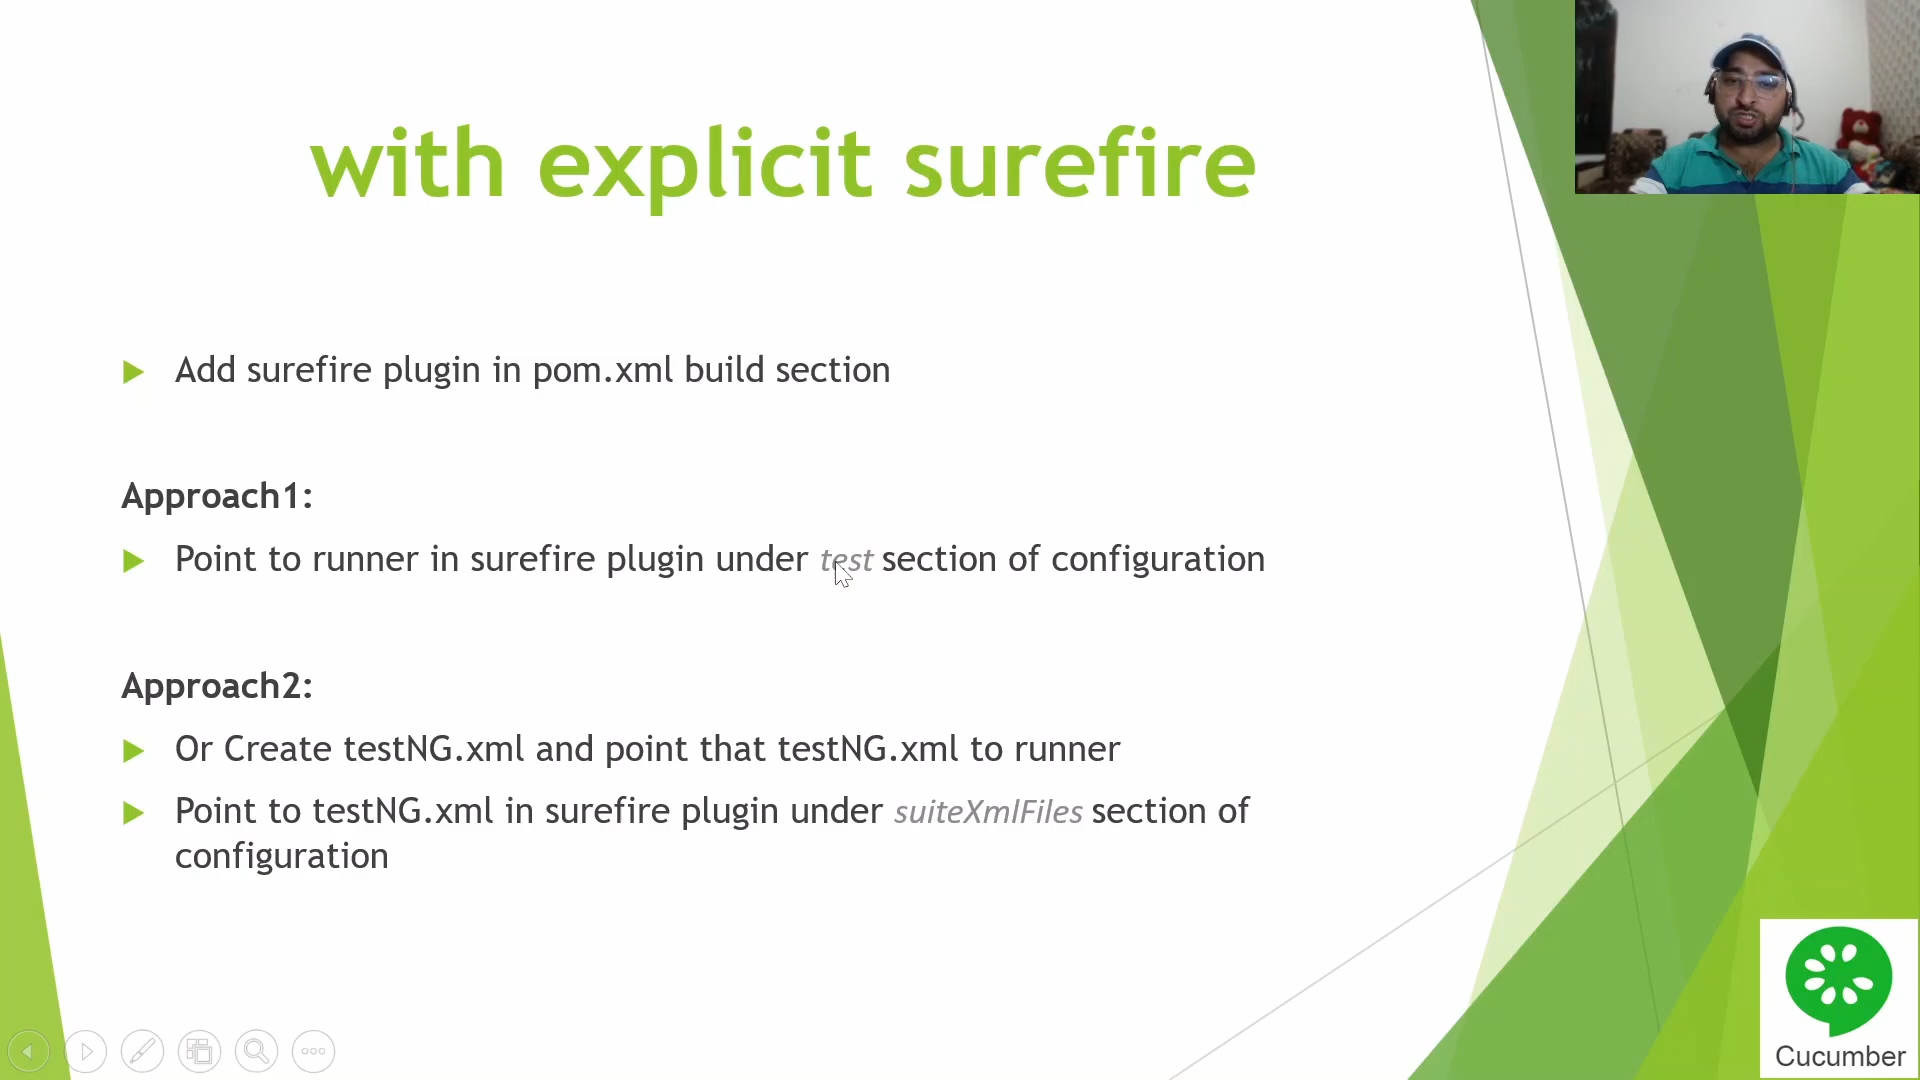 with explicit surefire
Add surefire plugin in pom.xml build section
Approach1:
Point to runner in surefire plugin under test section of configuration
Approach2:
Or Create testNG.xml and point that testNG.xml to runner
Point to testNG.xml in surefire plugin under suiteXmlFiles section of
configuration
Cucumber